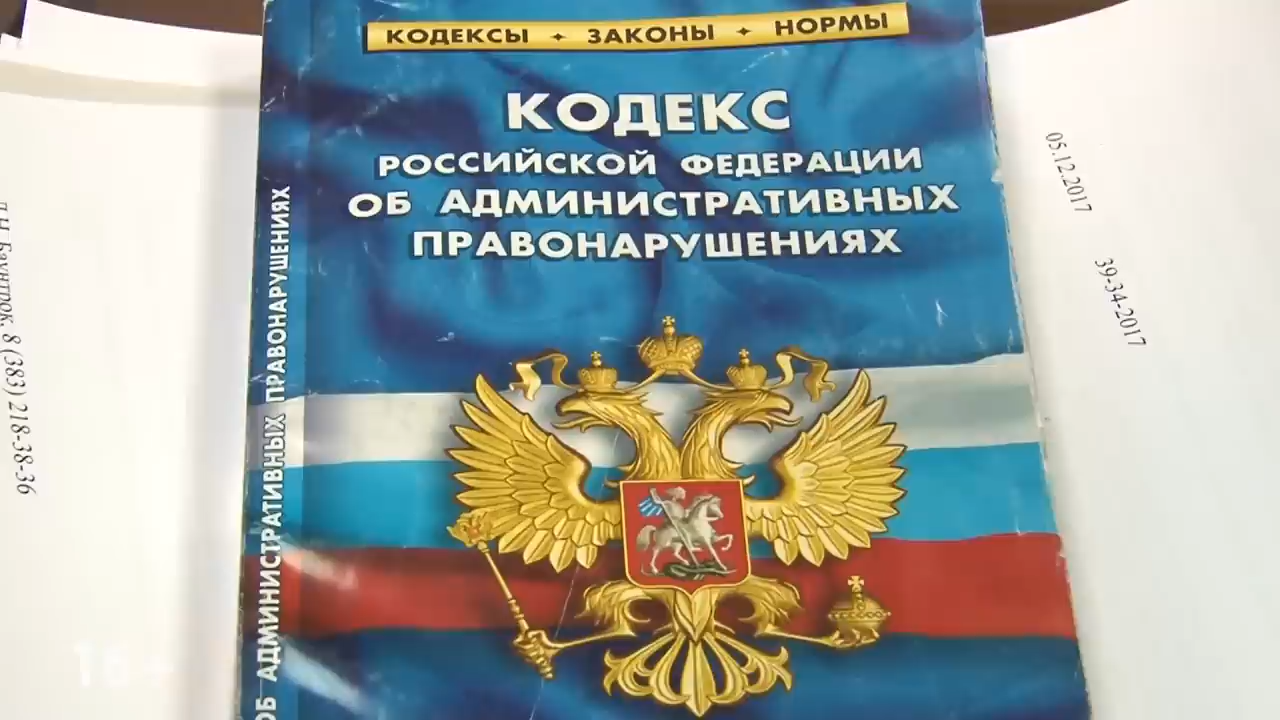 КОДЕКСЫ ✦ ЗАКОНЫ ✦ НОРМЫ
КОДЕКС
РОССИЙСКОЙ ФЕДЕРАЦИИ
ОБ АДМИНИСТРАТИВНЫХ
ПРАВОНАРУШЕНИЯХ
ОБ АДМИНИСТРАТИВНЫХ ПРАВОНАРУШЕНИЯХ
8 (383) 218-38-36
05.12.2017
39-34-2017